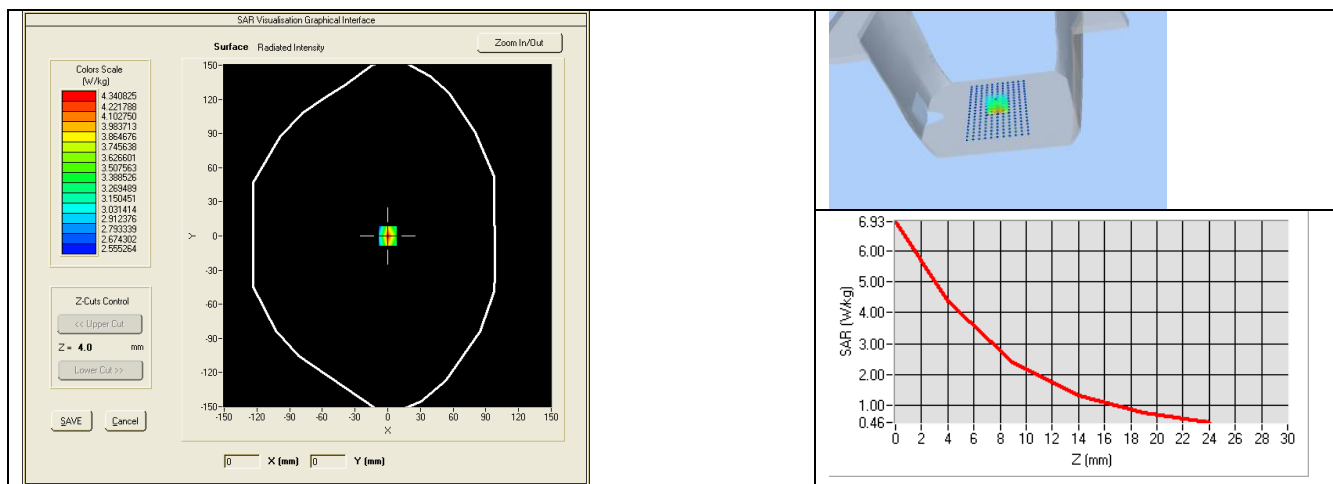 SAR Visualisation Graphical Interface
Surface Radiated Intensity
Zoom In/Out
Colors Scale
(W/kg)
4.340825
4.221788
4.102750
3.983713
3.864676
3.745638
3.626601
3.507563
3.388526
3.269489
3.150451
3.031414
2.912376
2.793339
2.674302
2.555264
Z-Cuts Control
<< Upper Cut
Z = 4.0 mm
Lower Cut >>
SAVE Cancel
150-
120-
90-
60-
30-
0-
-30-
-60-
-90-
-120-
-150-
Y
-150 -120 -90 -60 -30 0 30 60 90 120 150
X
0 X (mm) 0 Y (mm)
6.93-
6.00-
5.00-
4.00-
3.00-
2.00-
1.00-
0.46-
SAR (W/kg)
0 2 4 6 8 10 12 14 16 18 20 22 24 26 28 30
Z (mm)